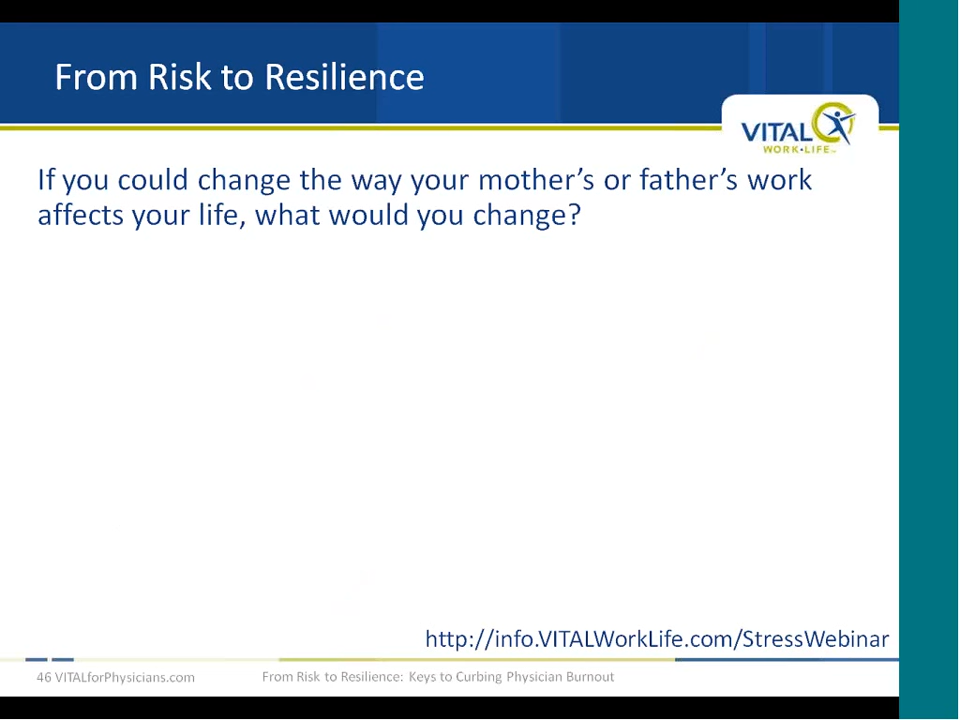 From Risk to Resilience
VITAL
WORK·LIFE™
If you could change the way your mother’s or father’s work
affects your life, what would you change?
http://info.VITALWorkLife.com/StressWebinar
46 VITALforPhysicians.com
From Risk to Resilience: Keys to Curbing Physician Burnout